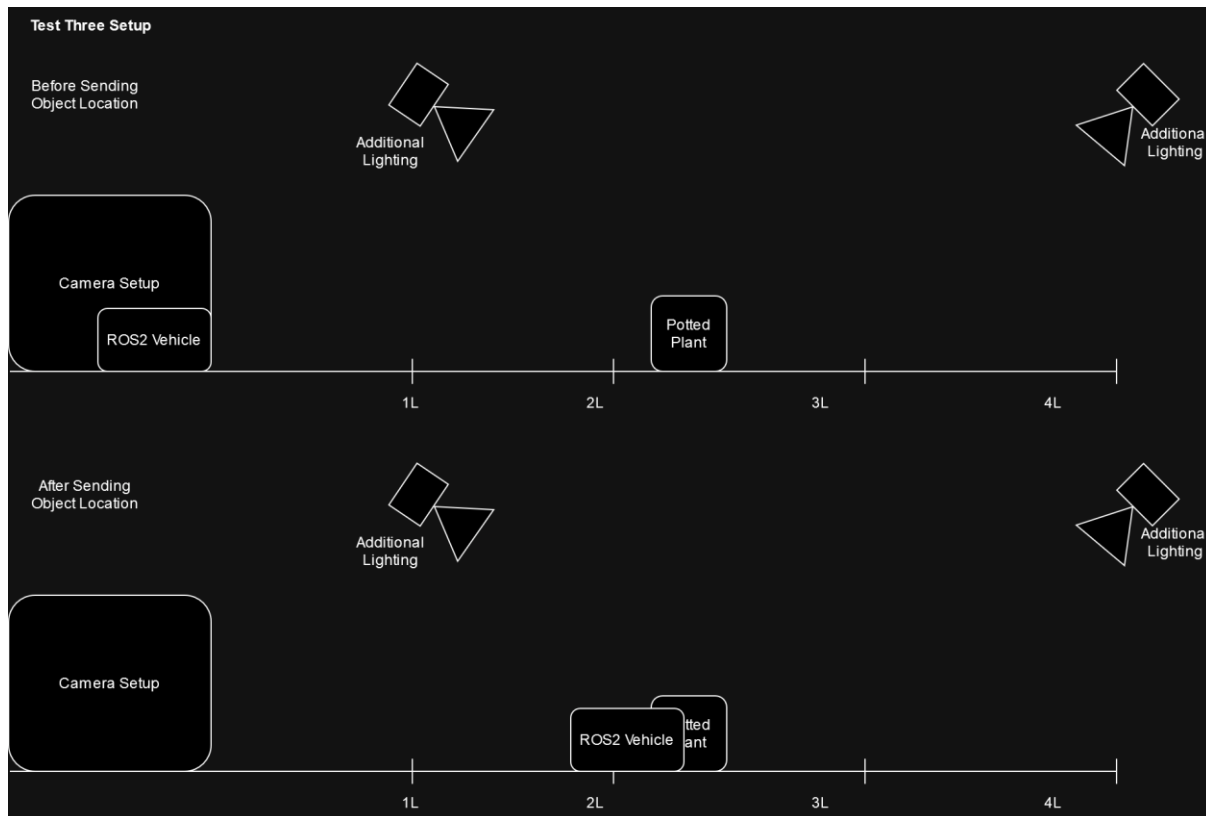 Test Three Setup
Before Sending
Object Location
Additional
Lighting
Additiona
Lighting
Camera Setup
ROS2 Vehicle
Potted
Plant
1L
2L
3L
4L
After Sending
Object Location
Additional
Lighting
Additiona
Lighting
Camera Setup
ROS2 Vehicle
tted
ant
1L
2L
3L
4L